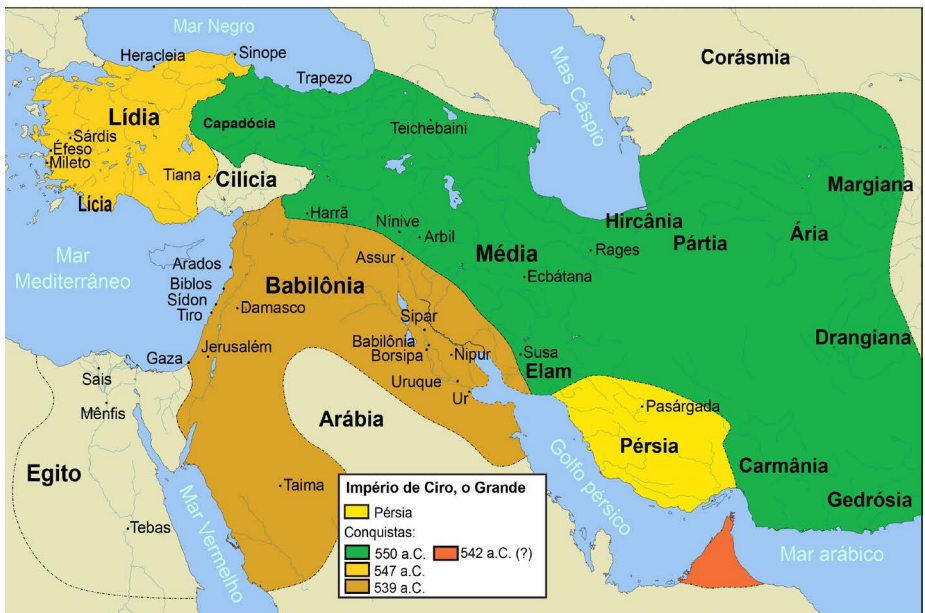 Mar Negro
Heracleia
Sinope
Trapezo
Mas Cáspio
Corásmia
Lídia
Capadócia
Teichebaini
Sárdis
Éfeso
Mileto
Tiana
Cilícia
Lícia
Margiana
Harrã
Nínive
Arbil
Hircânia
Pártia
Ária
Média
Rages
Ecbátana
Mar
Mediterrâneo
Arados
Assur
Babilônia
Biblos
Sídon
Tiro
Damasco
Sipar
Babilônia
Borsipa
Nipur
Susa
Elam
Drangiana
Gaza
Jerusalém
Uruque
Ur
Sais
Mênfis
Arábia
Pasárgada
Pérsia
Egito
Carmânia
Gedrósia
Taima
Tebas
Mar Vermelho
Golfo pérsico
Mar arábico
Império de Ciro, o Grande
Pérsia
Conquistas:
550 a.C. 542 a.C. (?)
547 a.C.
539 a.C.